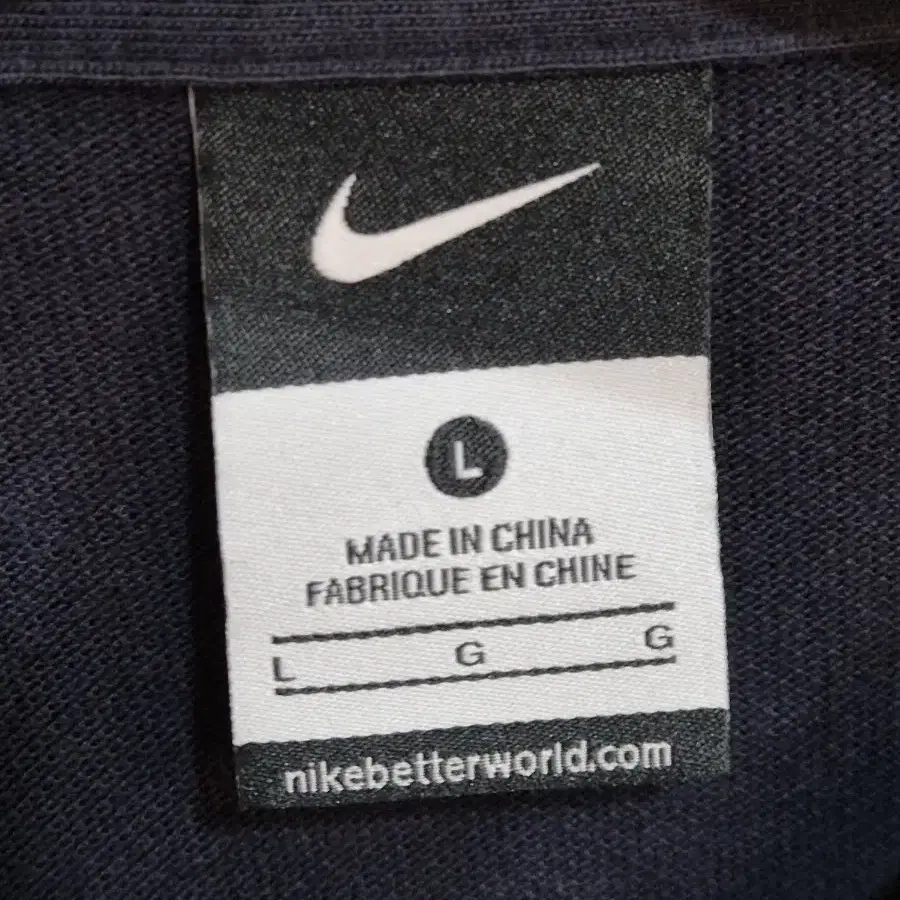 L
MADE IN CHINA
FABRIQUE EN CHINE
L G G
nikebetterworld.com